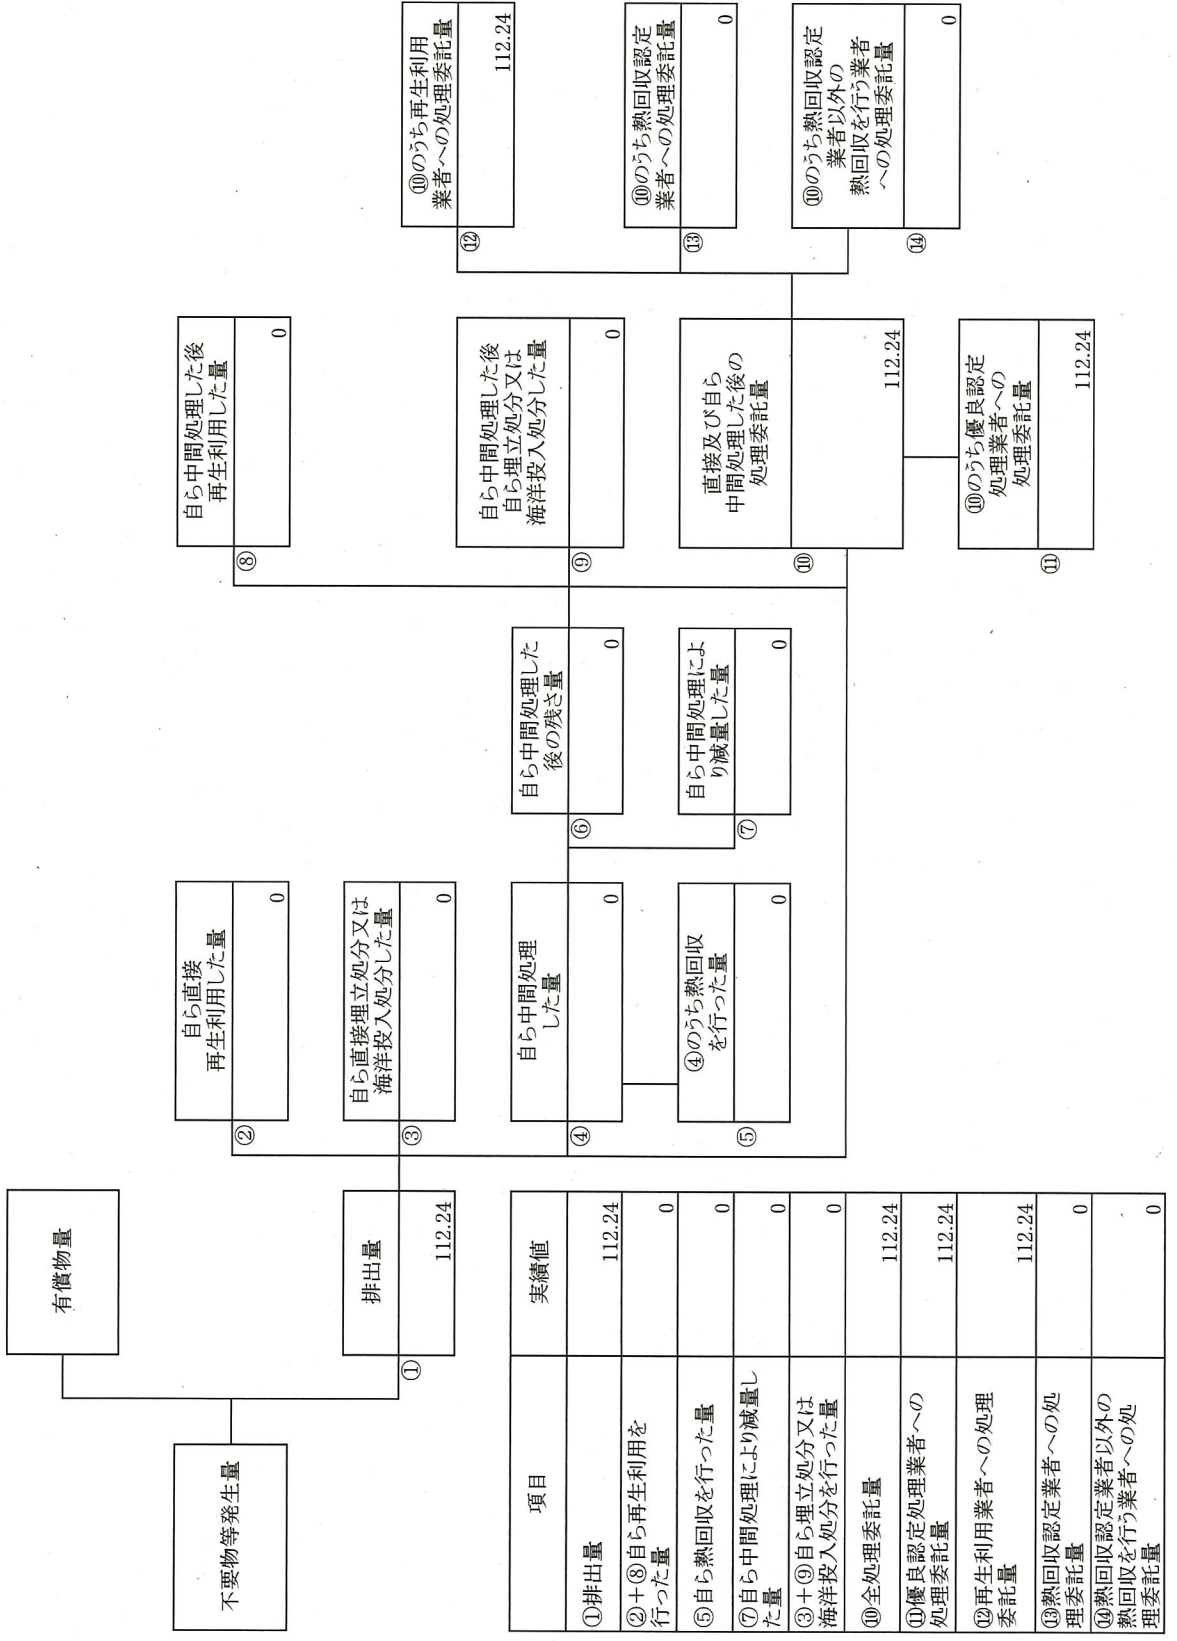 不要物等発生量
有償物量
①
排出量
112.24
②
自ら直接
再生利用した量
0
③
自ら直接埋立処分又は
海洋投入処分した量
0
④
自ら中間処理
した量
0
⑤
④のうち熱回収
を行った量
0
⑥
自ら中間処理した
後の残さ量
0
⑦
自ら中間処理によ
り減量した量
0
⑧
自ら中間処理した後
再生利用した量
0
⑨
自ら中間処理した後
自ら埋立処分又は
海洋投入処分した量
0
⑩
直接及び自ら
中間処理した後の
処理委託量
112.24
⑪
⑩のうち優良認定
処理業者への
処理委託量
112.24
⑫
⑩のうち再生利用
業者への処理委託量
112.24
⑬
⑩のうち熱回収認定
業者への処理委託量
0
⑭
⑩のうち熱回収認定
業者以外の
熱回収を行う業者
への処理委託量
0
項目 実績値
①排出量 112.24
②+⑧自ら再生利用を
行った量 0
⑤自ら熱回収を行った量 0
⑦自ら中間処理により減量し
た量 0
③+⑨自ら埋立処分又は
海洋投入処分を行った量 0
⑩全処理委託量 112.24
⑪優良認定処理業者への
処理委託量 112.24
⑫再生利用業者への処理
委託量 112.24
⑬熱回収認定業者への処
理委託量 0
⑭熱回収認定業者以外の
熱回収を行う業者への処
理委託量 0